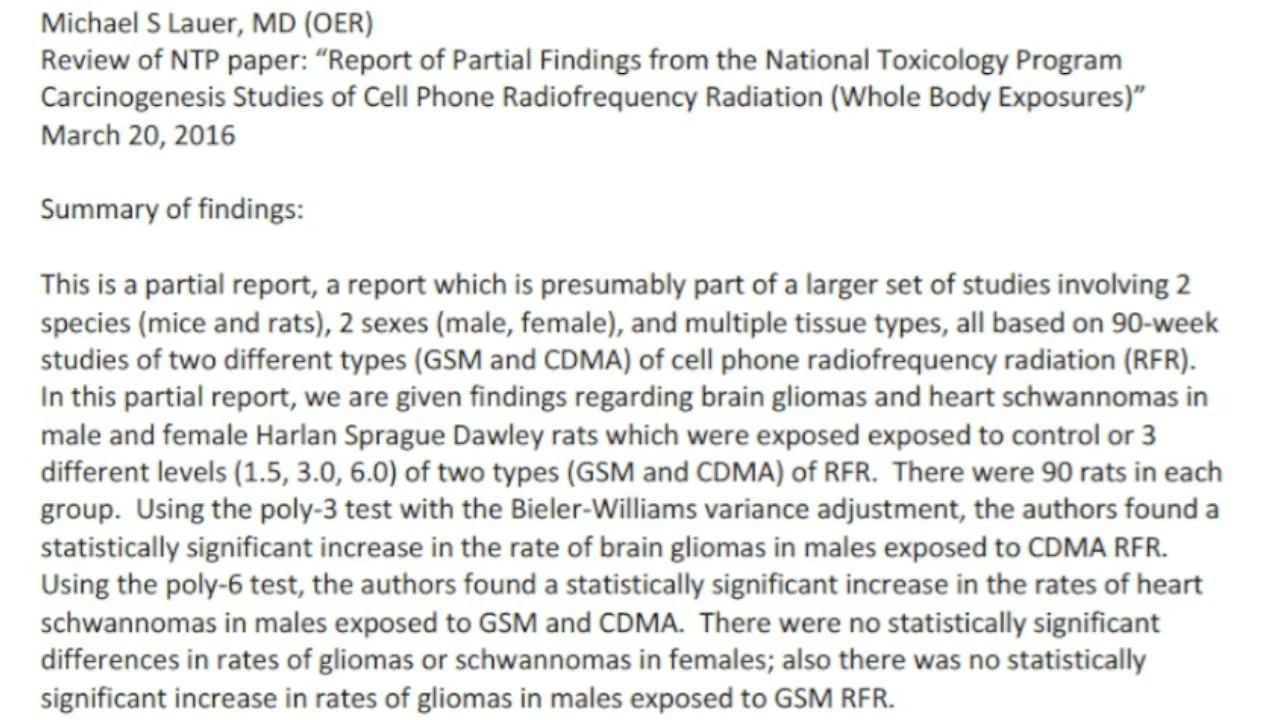 Michael S Lauer, MD (OER)
Review of NTP paper: “Report of Partial Findings from the National Toxicology Program
Carcinogenesis Studies of Cell Phone Radiofrequency Radiation (Whole Body Exposures)”
March 20, 2016
Summary of findings:
This is a partial report, a report which is presumably part of a larger set of studies involving 2
species (mice and rats), 2 sexes (male, female), and multiple tissue types, all based on 90-week
studies of two different types (GSM and CDMA) of cell phone radiofrequency radiation (RFR).
In this partial report, we are given findings regarding brain gliomas and heart schwannomas in
male and female Harlan Sprague Dawley rats which were exposed exposed to control or 3
different levels (1.5, 3.0, 6.0) of two types (GSM and CDMA) of RFR.  There were 90 rats in each
group.  Using the poly-3 test with the Bieler-Williams variance adjustment, the authors found a
statistically significant increase in the rate of brain gliomas in males exposed to CDMA RFR.
Using the poly-6 test, the authors found a statistically significant increase in the rates of heart
schwannomas in males exposed to GSM and CDMA.  There were no statistically significant
differences in rates of gliomas or schwannomas in females; also there was no statistically
significant increase in rates of gliomas in males exposed to GSM RFR.